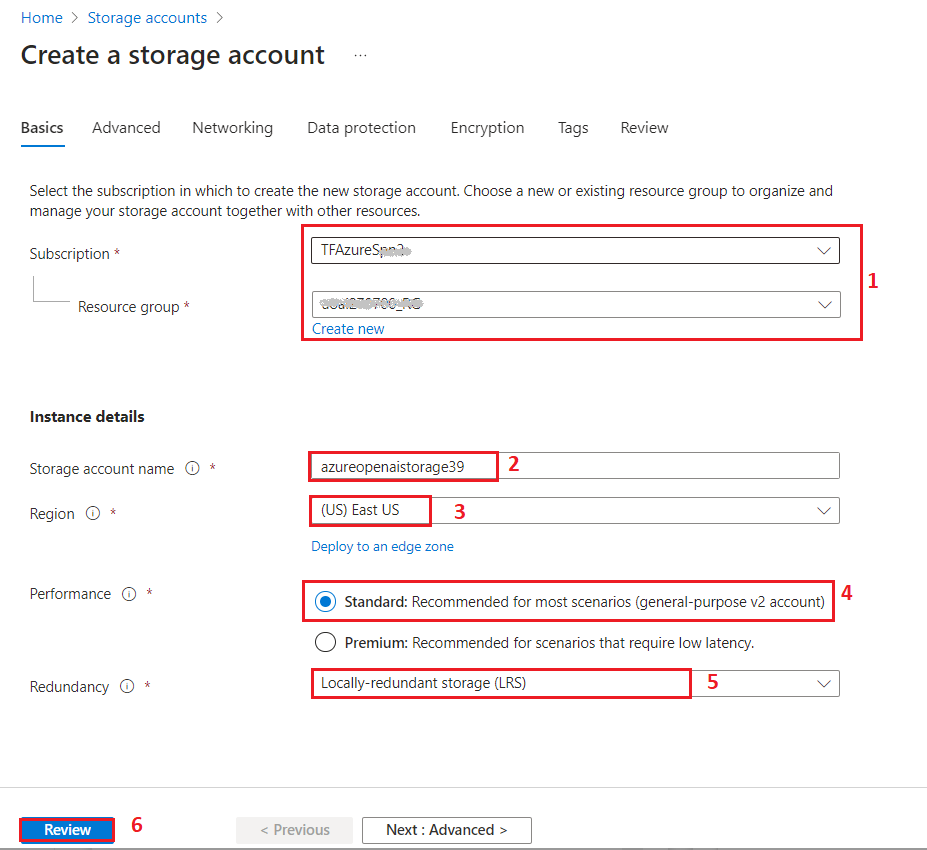 Home > Storage accounts >
Create a storage account ...
Basics Advanced Networking Data protection Encryption Tags Review
Select the subscription in which to create the new storage account. Choose a new or existing resource group to organize and
manage your storage account together with other resources.
Subscription *
1
Resource group *
Create new
Instance details
Storage account name * azureopenaistorage39 2
Region * (US) East US 3
Deploy to an edge zone
Performance * Standard: Recommended for most scenarios (general-purpose v2 account) 4
Premium: Recommended for scenarios that require low latency.
Redundancy * Locally-redundant storage (LRS) 5
Review 6 < Previous Next : Advanced >